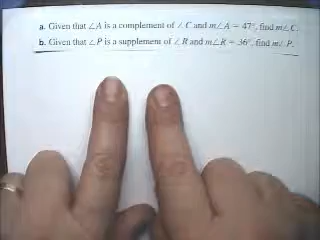 a. Given that ∠A is a complement of ∠C and m∠A = 47°, find m∠C.
b. Given that ∠P is a supplement of ∠R and m∠R = 36°, find m∠P.